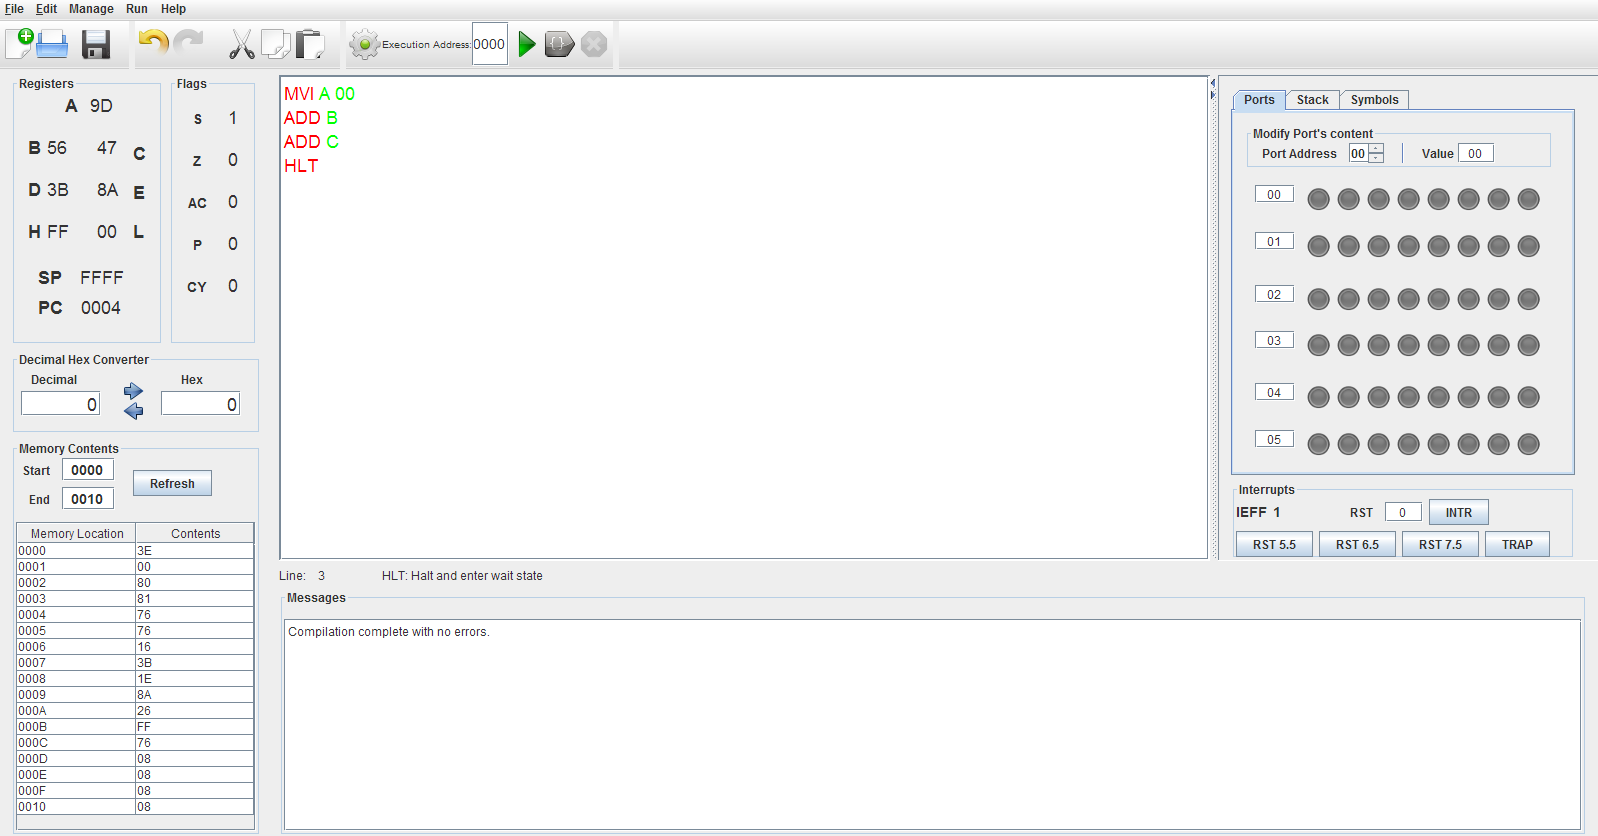 File Edit Manage Run Help
Execution Address: 0000
Registers
A 9D
B 56 47 C
D 3B 8A E
H FF 00 L
SP FFFF
PC 0004
Flags
S 1
Z 0
AC 0
P 0
CY 0
Decimal Hex Converter
Decimal Hex
0 0
Memory Contents
Start 0000
End 0010
Refresh
Memory Location Contents
0000 3E
0001 00
0002 80
0003 81
0004 76
0005 76
0006 16
0007 3B
0008 1E
0009 8A
000A 26
000B FF
000C 76
000D 08
000E 08
000F 08
0010 08
MVI A 00
ADD B
ADD C
HLT
Line: 3 HLT: Halt and enter wait state
Messages
Compilation complete with no errors.
Ports Stack Symbols
Modify Port's content
Port Address 00 Value 00
00
01
02
03
04
05
Interrupts
IEFF 1 RST 0 INTR
RST 5.5 RST 6.5 RST 7.5 TRAP